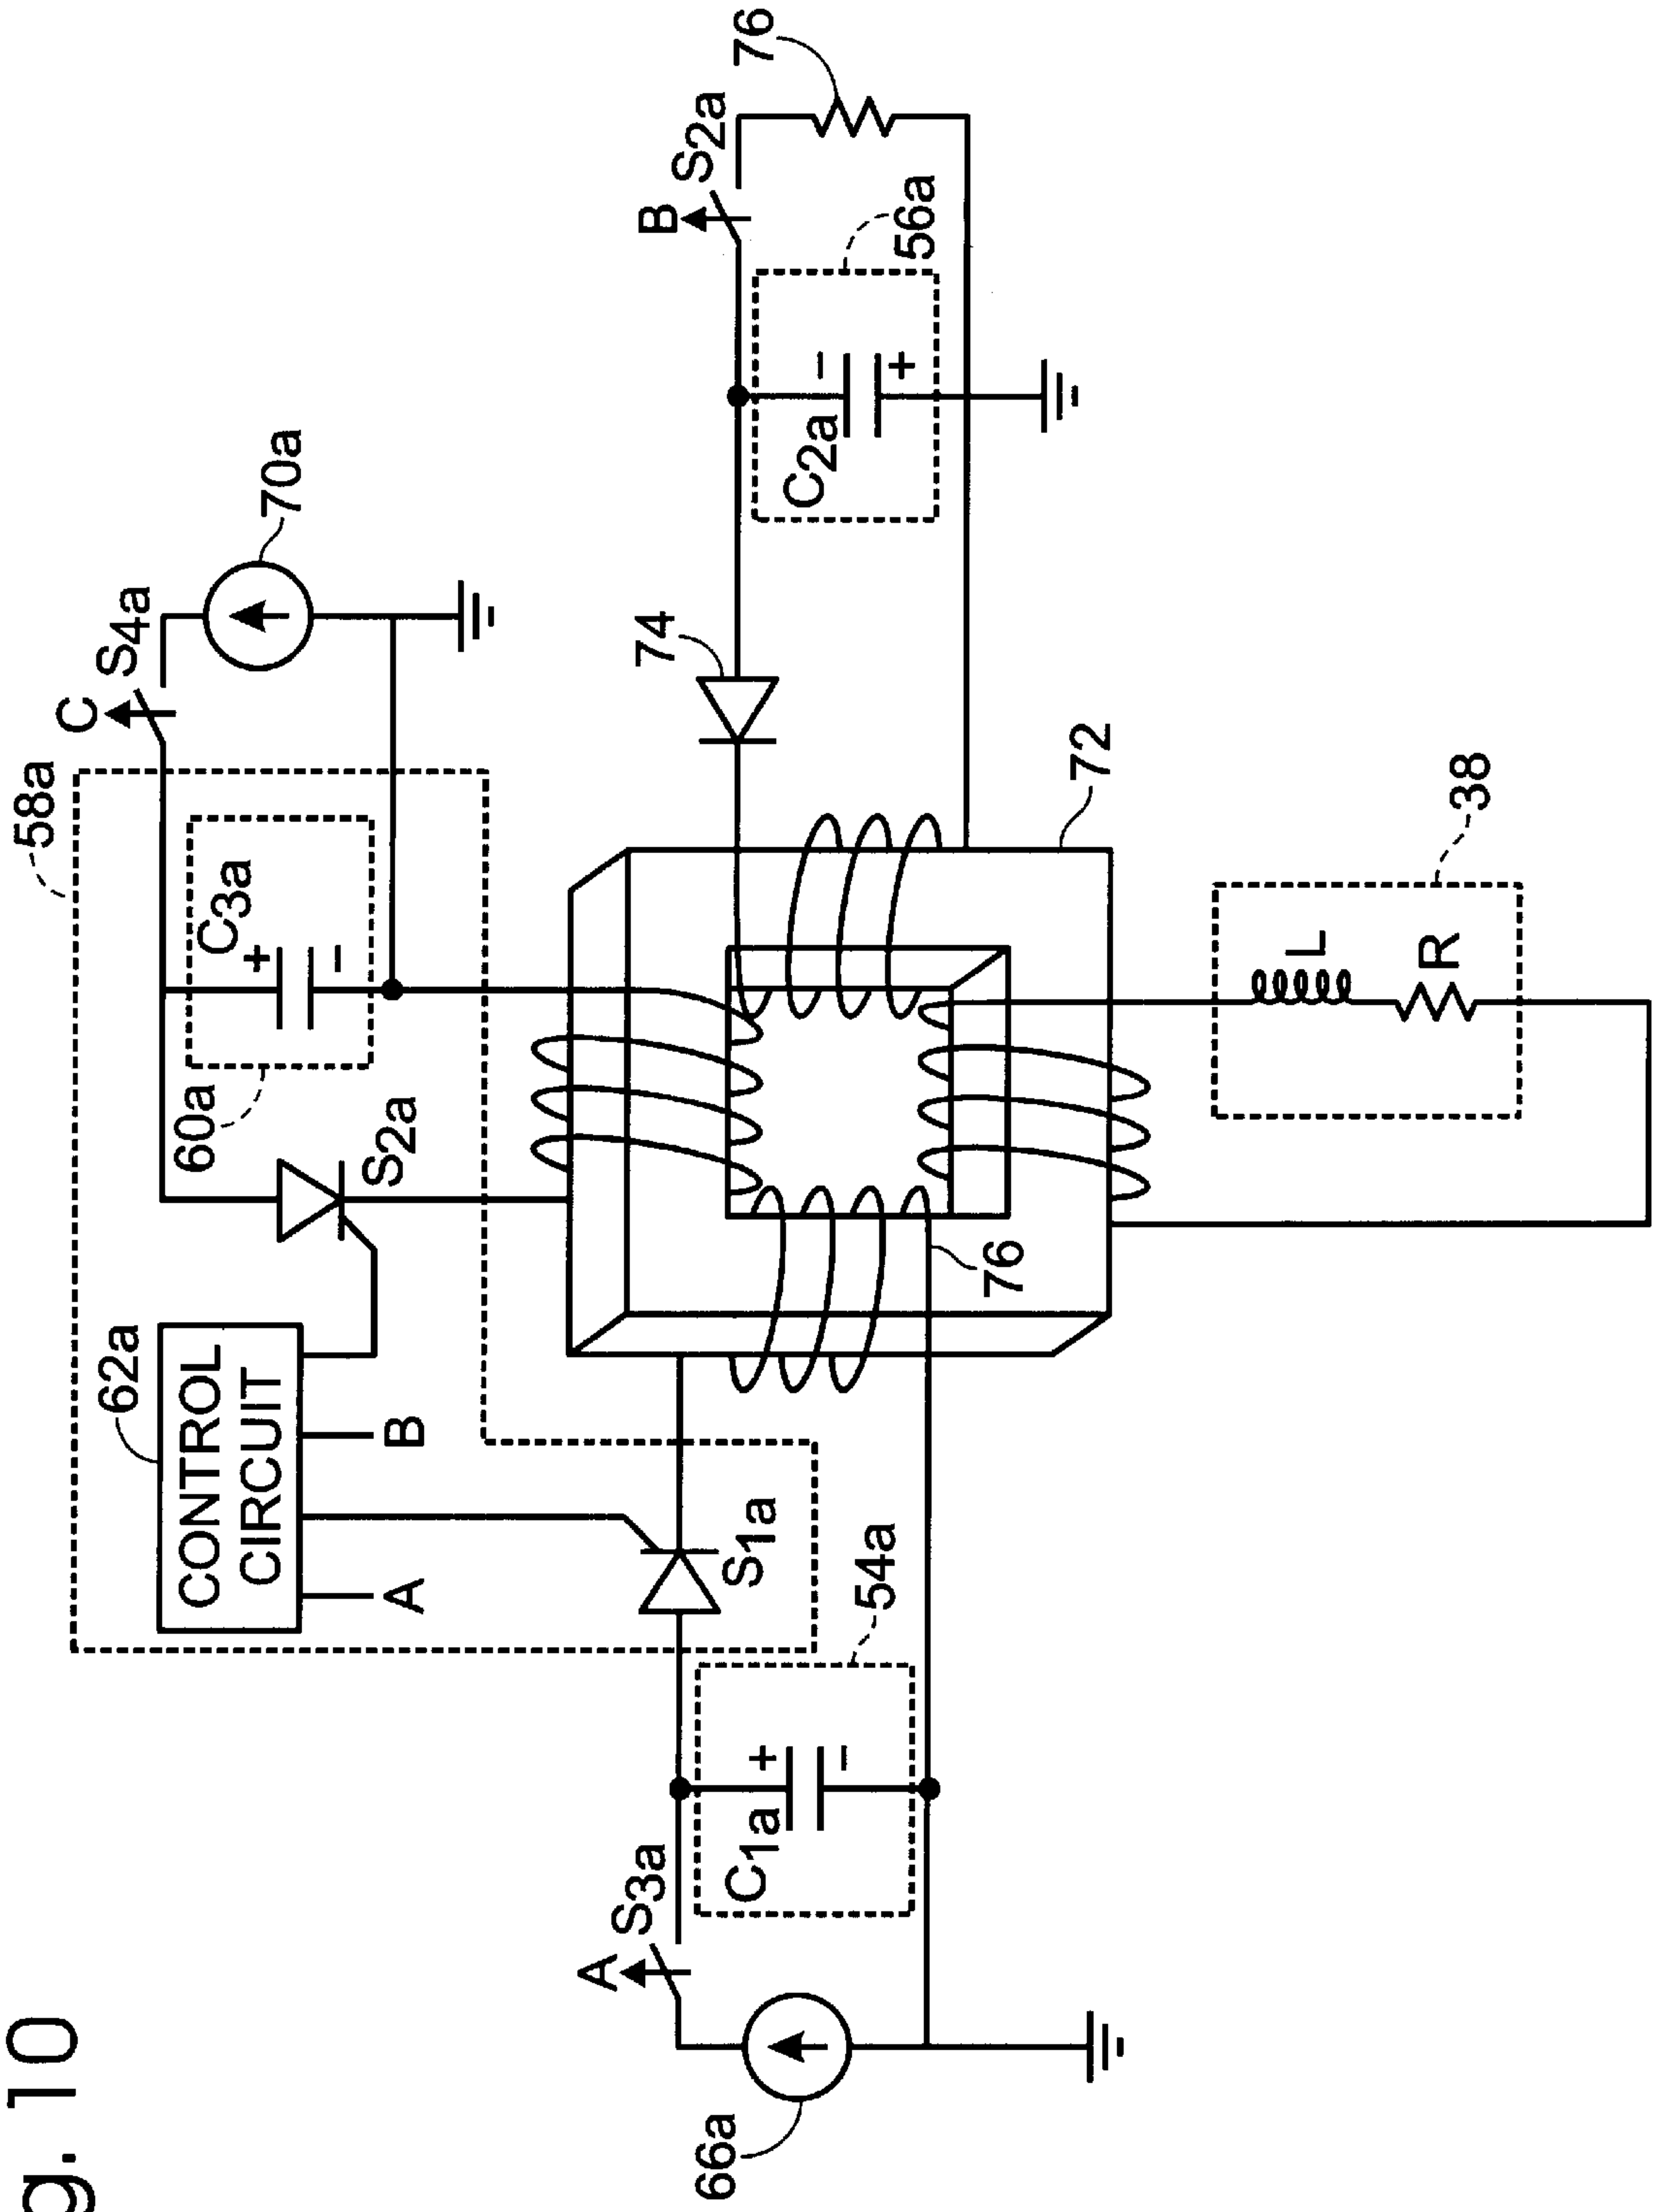 g. 10
58a
C
S4a
70a
62a
CONTROL
CIRCUIT
A
B
60a
C3a
+
−
S2a
A
S3a
66a
C1a
+
−
54a
S1a
76
72
74
B
S2a
76
C2a
−
+
56a
38
L
R